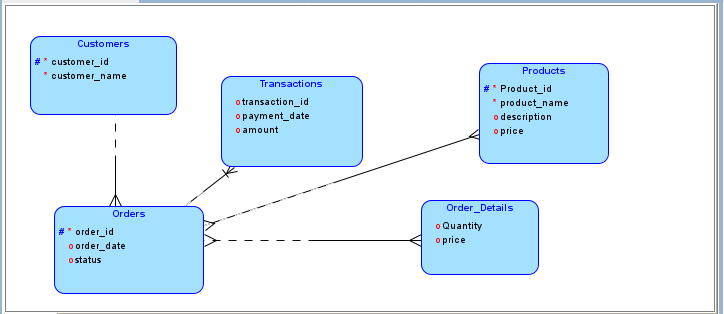 Customers
# * customer_id
* customer_name
Transactions
o transaction_id
o payment_date
o amount
Products
# * Product_id
* product_name
o description
o price
Orders
# * order_id
o order_date
o status
Order_Details
o Quantity
o price